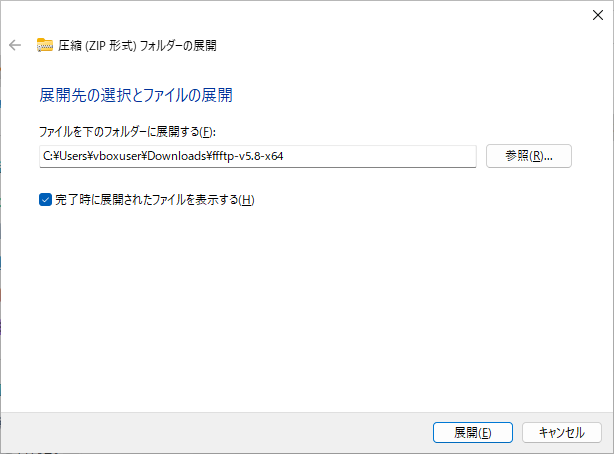 圧縮 (ZIP 形式) フォルダーの展開
展開先の選択とファイルの展開
ファイルを下のフォルダーに展開する(F):
C:¥Users¥vboxuser¥Downloads¥ffftp-v5.8-x64
参照(R)...
完了時に展開されたファイルを表示する(H)
展開(E)
キャンセル